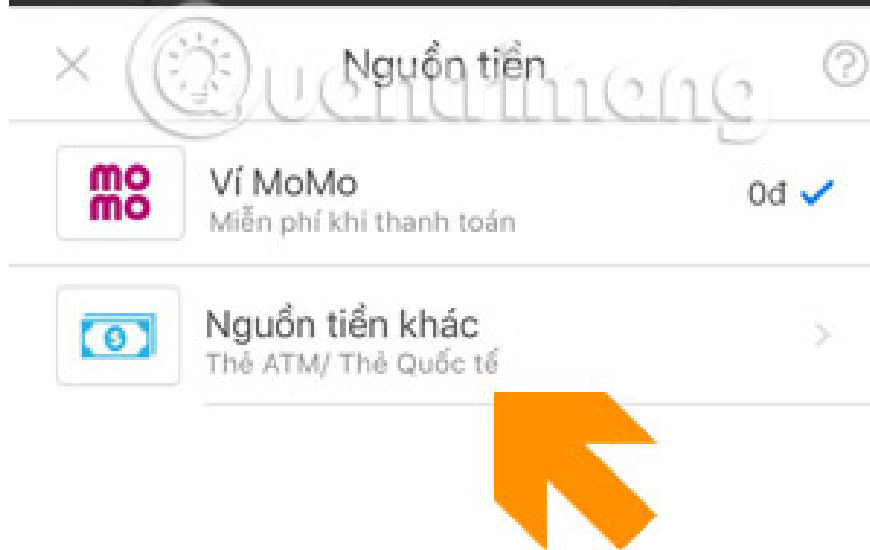 Nguồn tiền
Quantrimang
mo
mo
Ví MoMo
0đ
Miễn phí khi thanh toán
Nguồn tiền khác
Thẻ ATM/ Thẻ Quốc tế